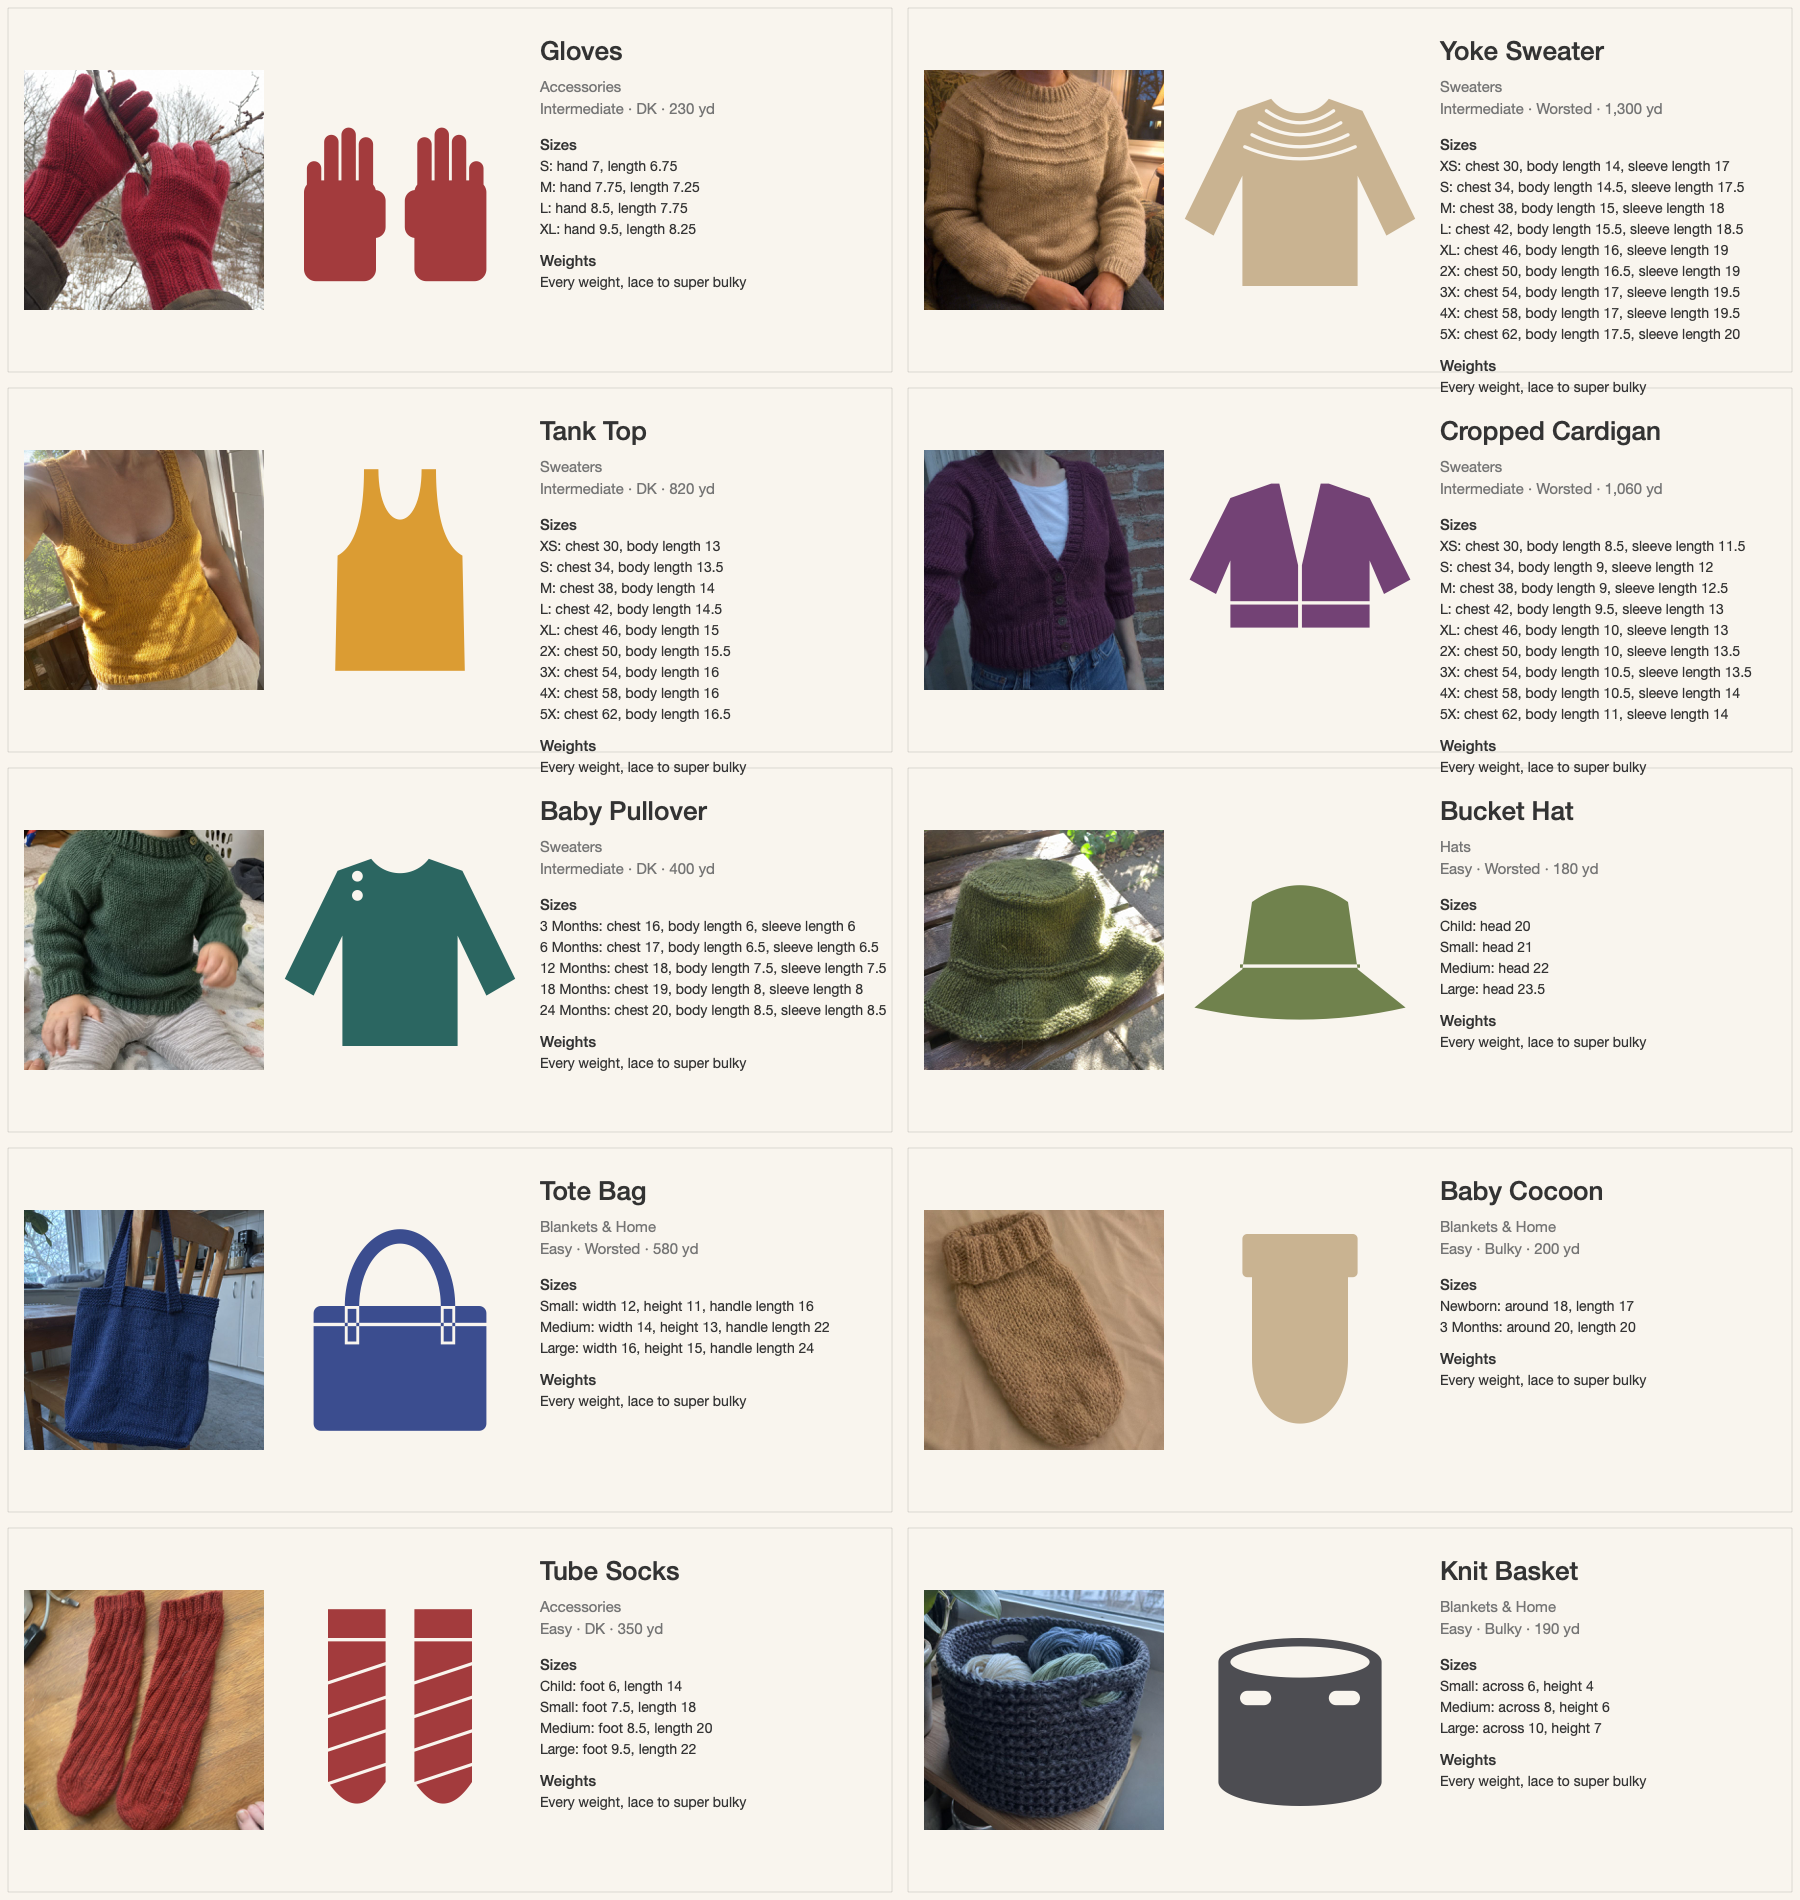 Gloves
Accessories
Intermediate · DK · 230 yd
Sizes
S: hand 7, length 6.75
M: hand 7.75, length 7.25
L: hand 8.5, length 7.75
XL: hand 9.5, length 8.25
Weights
Every weight, lace to super bulky
Yoke Sweater
Sweaters
Intermediate · Worsted · 1,300 yd
Sizes
XS: chest 30, body length 14, sleeve length 17
S: chest 34, body length 14.5, sleeve length 17.5
M: chest 38, body length 15, sleeve length 18
L: chest 42, body length 15.5, sleeve length 18.5
XL: chest 46, body length 16, sleeve length 19
2X: chest 50, body length 16.5, sleeve length 19
3X: chest 54, body length 17, sleeve length 19.5
4X: chest 58, body length 17, sleeve length 19.5
5X: chest 62, body length 17.5, sleeve length 20
Weights
Every weight, lace to super bulky
Tank Top
Sweaters
Intermediate · DK · 820 yd
Sizes
XS: chest 30, body length 13
S: chest 34, body length 13.5
M: chest 38, body length 14
L: chest 42, body length 14.5
XL: chest 46, body length 15
2X: chest 50, body length 15.5
3X: chest 54, body length 16
4X: chest 58, body length 16
5X: chest 62, body length 16.5
Weights
Every weight, lace to super bulky
Cropped Cardigan
Sweaters
Intermediate · Worsted · 1,060 yd
Sizes
XS: chest 30, body length 8.5, sleeve length 11.5
S: chest 34, body length 9, sleeve length 12
M: chest 38, body length 9, sleeve length 12.5
L: chest 42, body length 9.5, sleeve length 13
XL: chest 46, body length 10, sleeve length 13
2X: chest 50, body length 10, sleeve length 13.5
3X: chest 54, body length 10.5, sleeve length 13.5
4X: chest 58, body length 10.5, sleeve length 14
5X: chest 62, body length 11, sleeve length 14
Weights
Every weight, lace to super bulky
Baby Pullover
Sweaters
Intermediate · DK · 400 yd
Sizes
3 Months: chest 16, body length 6, sleeve length 6
6 Months: chest 17, body length 6.5, sleeve length 6.5
12 Months: chest 18, body length 7.5, sleeve length 7.5
18 Months: chest 19, body length 8, sleeve length 8
24 Months: chest 20, body length 8.5, sleeve length 8.5
Weights
Every weight, lace to super bulky
Bucket Hat
Hats
Easy · Worsted · 180 yd
Sizes
Child: head 20
Small: head 21
Medium: head 22
Large: head 23.5
Weights
Every weight, lace to super bulky
Tote Bag
Blankets & Home
Easy · Worsted · 580 yd
Sizes
Small: width 12, height 11, handle length 16
Medium: width 14, height 13, handle length 22
Large: width 16, height 15, handle length 24
Weights
Every weight, lace to super bulky
Baby Cocoon
Blankets & Home
Easy · Bulky · 200 yd
Sizes
Newborn: around 18, length 17
3 Months: around 20, length 20
Weights
Every weight, lace to super bulky
Tube Socks
Accessories
Easy · DK · 350 yd
Sizes
Child: foot 6, length 14
Small: foot 7.5, length 18
Medium: foot 8.5, length 20
Large: foot 9.5, length 22
Weights
Every weight, lace to super bulky
Knit Basket
Blankets & Home
Easy · Bulky · 190 yd
Sizes
Small: across 6, height 4
Medium: across 8, height 6
Large: across 10, height 7
Weights
Every weight, lace to super bulky